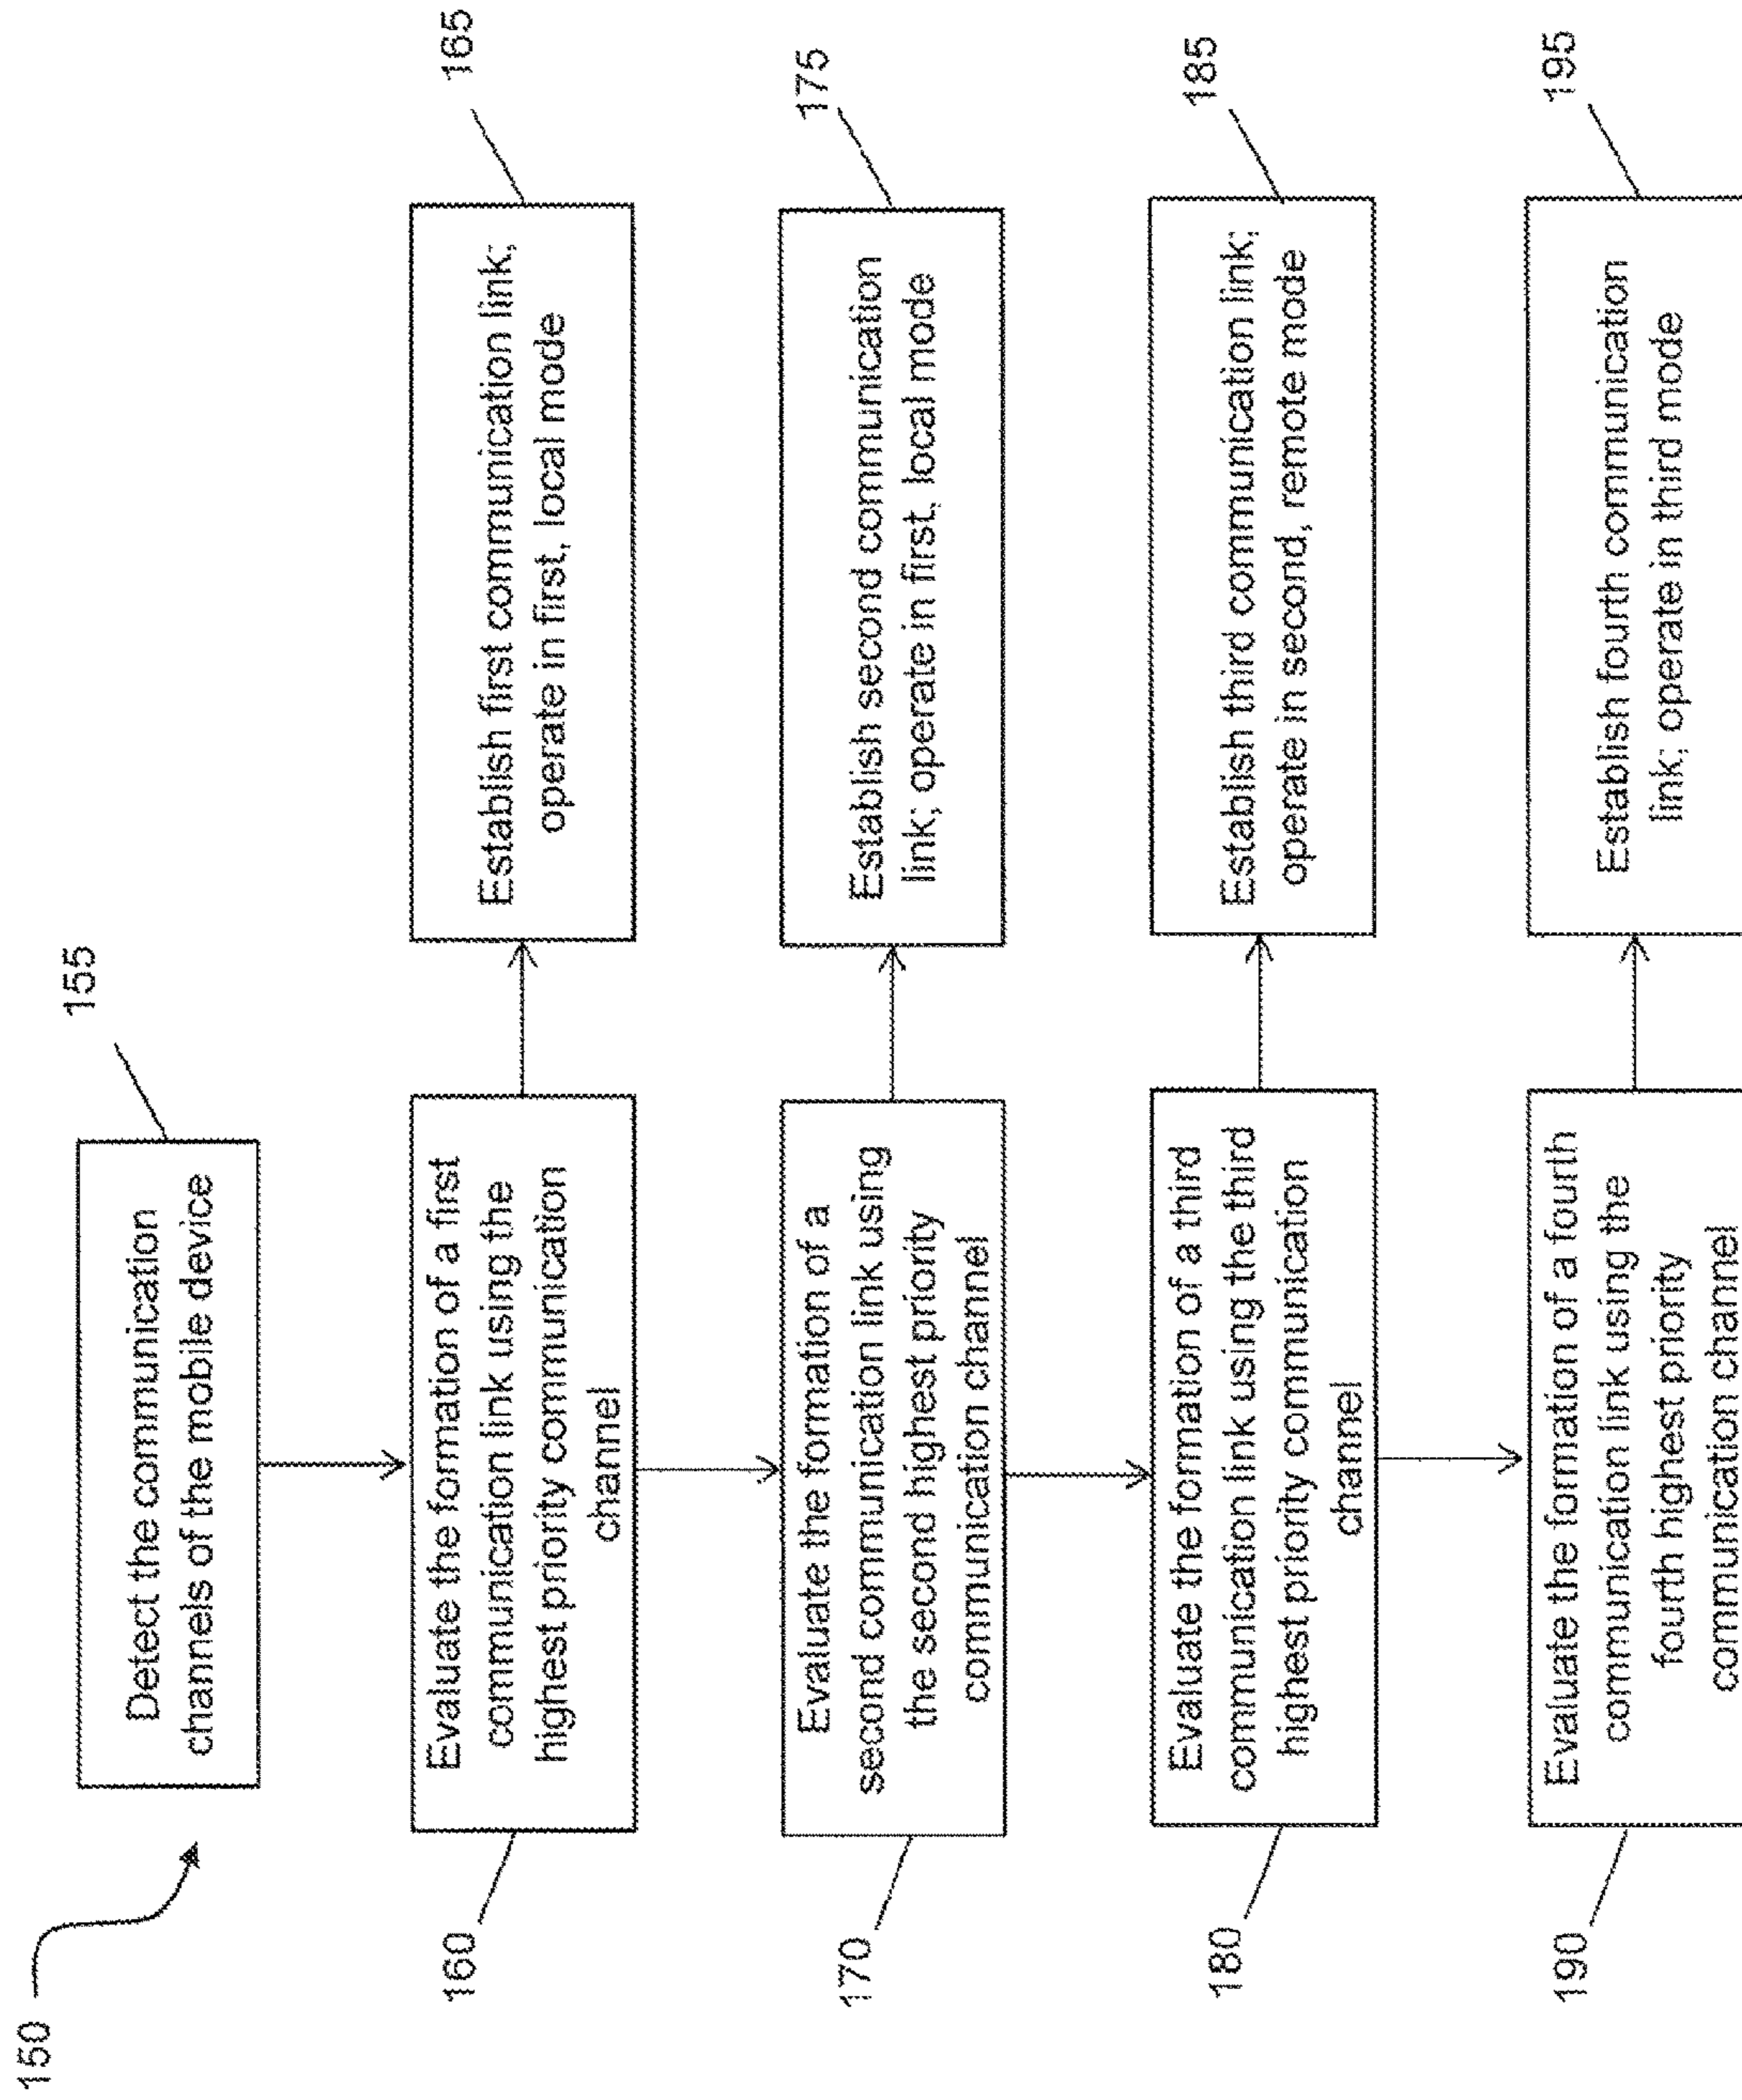 150
155
Detect the communication
channels of the mobile device
160
Evaluate the formation of a first
communication link using the
highest priority communication
channel
165
Establish first communication link;
operate in first, local mode
170
Evaluate the formation of a
second communication link using
the second highest priority
communication channel
175
Establish second communication
link; operate in first, local mode
180
Evaluate the formation of a third
communication link using the third
highest priority communication
channel
185
Establish third communication link;
operate in second, remote mode
190
Evaluate the formation of a fourth
communication link using the
fourth highest priority
communication channel
195
Establish fourth communication
link; operate in third mode